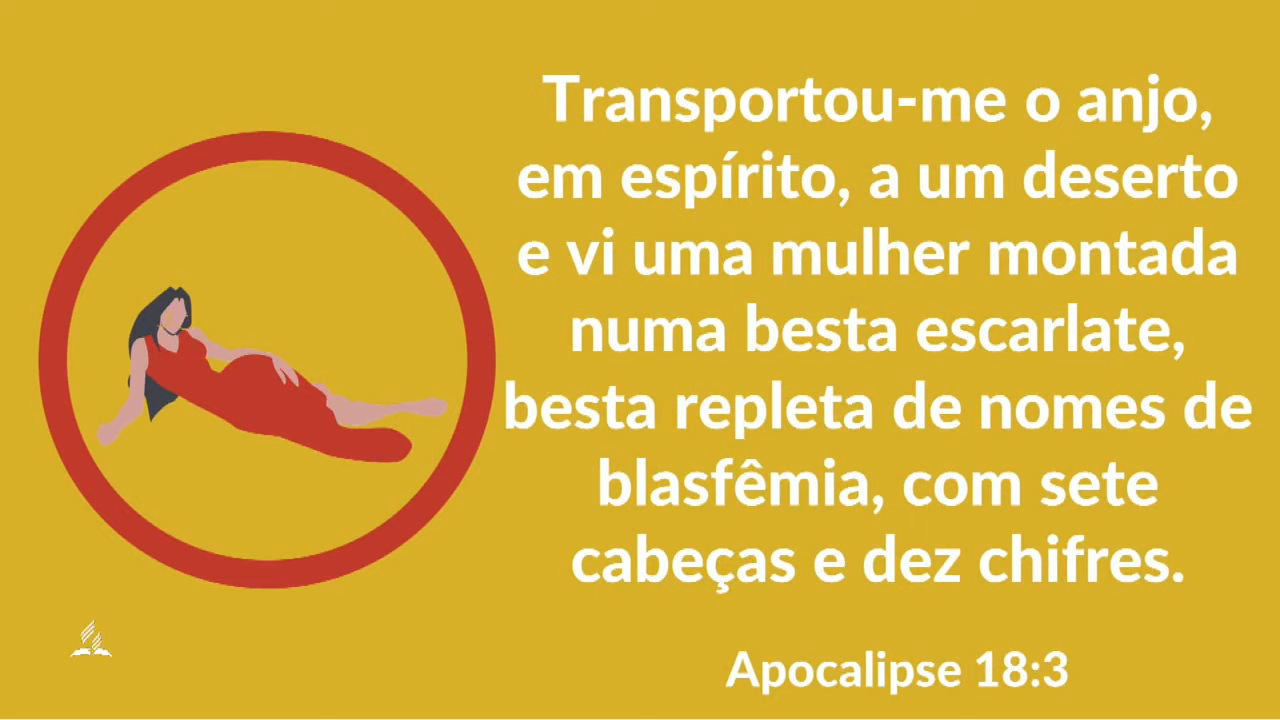 Transportou-me o anjo,
em espírito, a um deserto
e vi uma mulher montada
numa besta escarlate,
besta repleta de nomes de
blasfêmia, com sete
cabeças e dez chifres.
Apocalipse 18:3